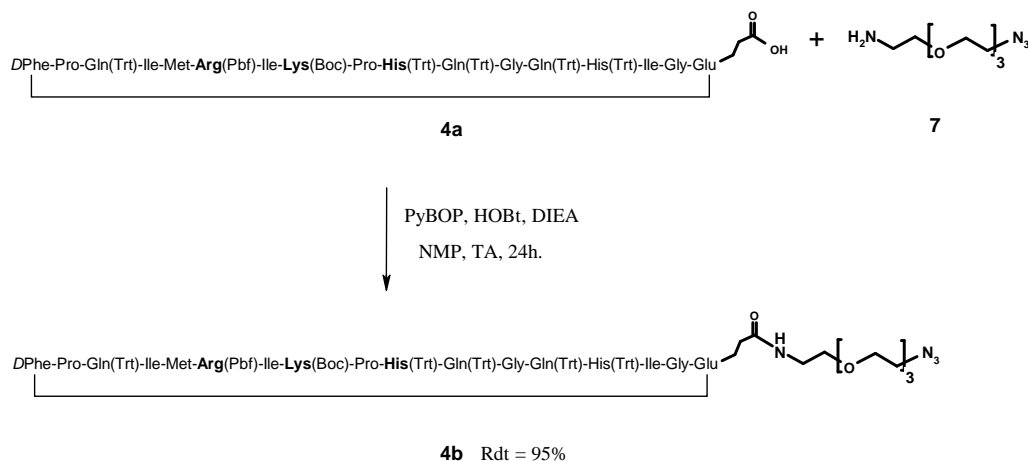 O
OH
+
H2N
O
3
N3
DPhe-Pro-Gln(Trt)-Ile-Met-Arg(Pbf)-Ile-Lys(Boc)-Pro-His(Trt)-Gln(Trt)-Gly-Gln(Trt)-His(Trt)-Ile-Gly-Glu
4a
7
PyBOP, HOBt, DIEA
NMP, TA, 24h.
O
H
N
O
3
N3
DPhe-Pro-Gln(Trt)-Ile-Met-Arg(Pbf)-Ile-Lys(Boc)-Pro-His(Trt)-Gln(Trt)-Gly-Gln(Trt)-His(Trt)-Ile-Gly-Glu
4b Rdt = 95%